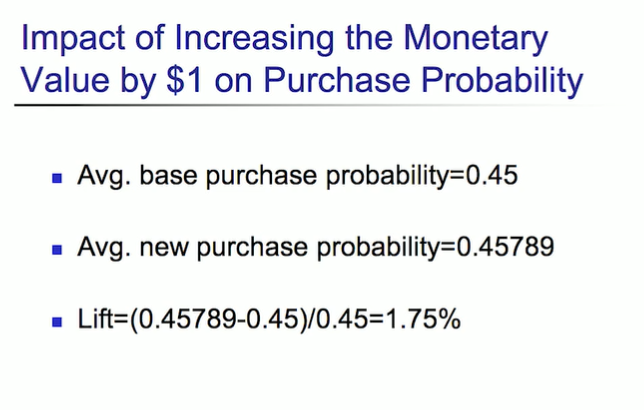 Impact of Increasing the Monetary
Value by $1 on Purchase Probability
Avg. base purchase probability=0.45
Avg. new purchase probability=0.45789
Lift=(0.45789-0.45)/0.45=1.75%